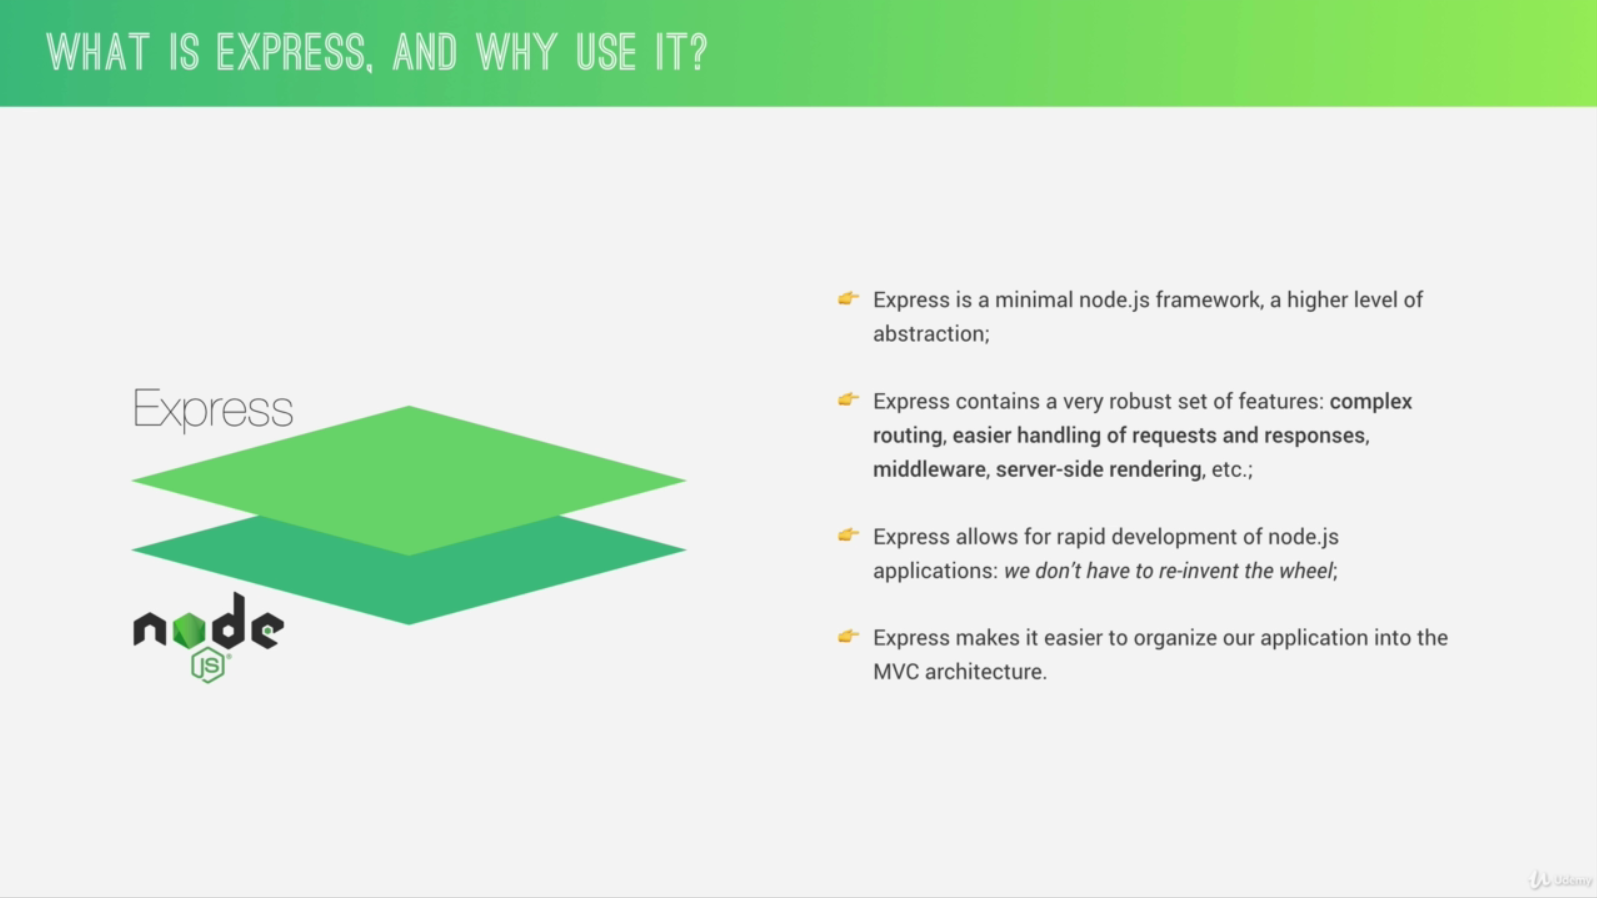 WHAT IS EXPRESS, AND WHY USE IT?
Express
node
JS®
👉 Express is a minimal node.js framework, a higher level of
abstraction;
👉 Express contains a very robust set of features: complex
routing, easier handling of requests and responses,
middleware, server-side rendering, etc.;
👉 Express allows for rapid development of node.js
applications: we don't have to re-invent the wheel;
👉 Express makes it easier to organize our application into the
MVC architecture.
Udemy